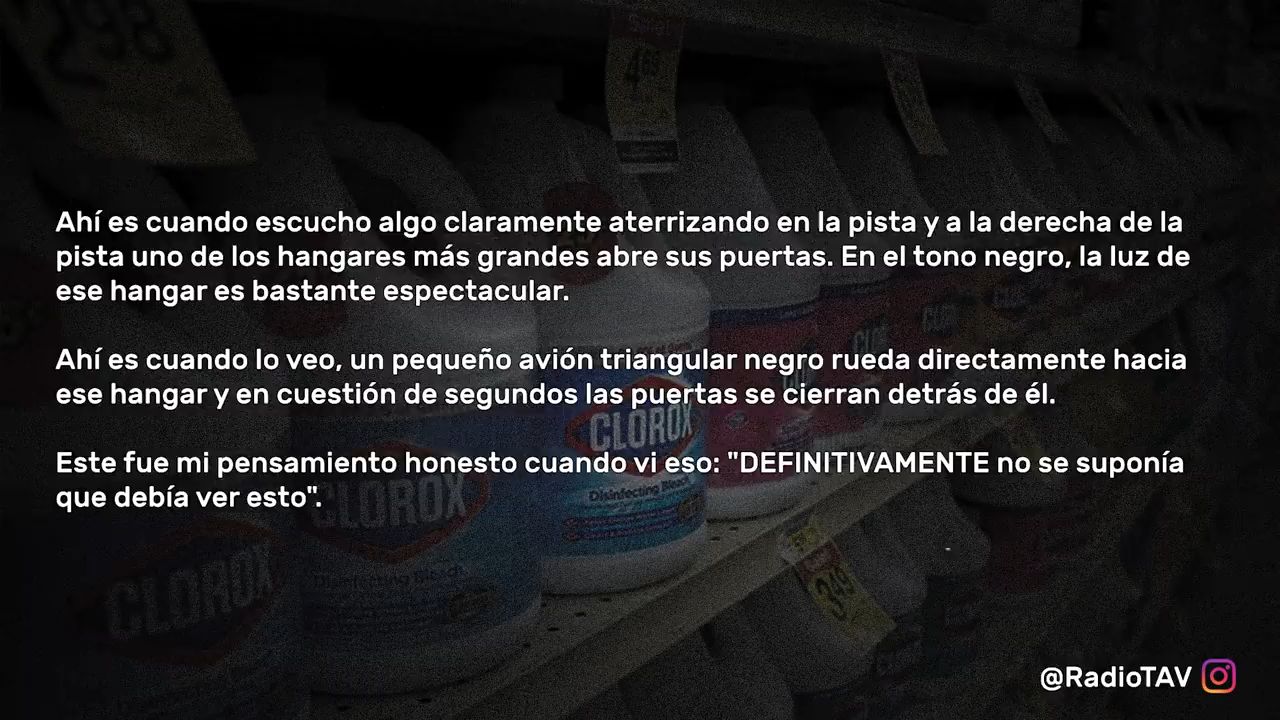 Ahí es cuando escucho algo claramente aterrizando en la pista y a la derecha de la
pista uno de los hangares más grandes abre sus puertas. En el tono negro, la luz de
ese hangar es bastante espectacular.
Ahí es cuando lo veo, un pequeño avión triangular negro rueda directamente hacia
ese hangar y en cuestión de segundos las puertas se cierran detrás de él.
Este fue mi pensamiento honesto cuando vi eso: "DEFINITIVAMENTE no se suponía
que debía ver esto".
CLOROX
Disinfecting Bleach
CLOROX
Disinfecting Bleach
CLOROX
3.49
@RadioTAV